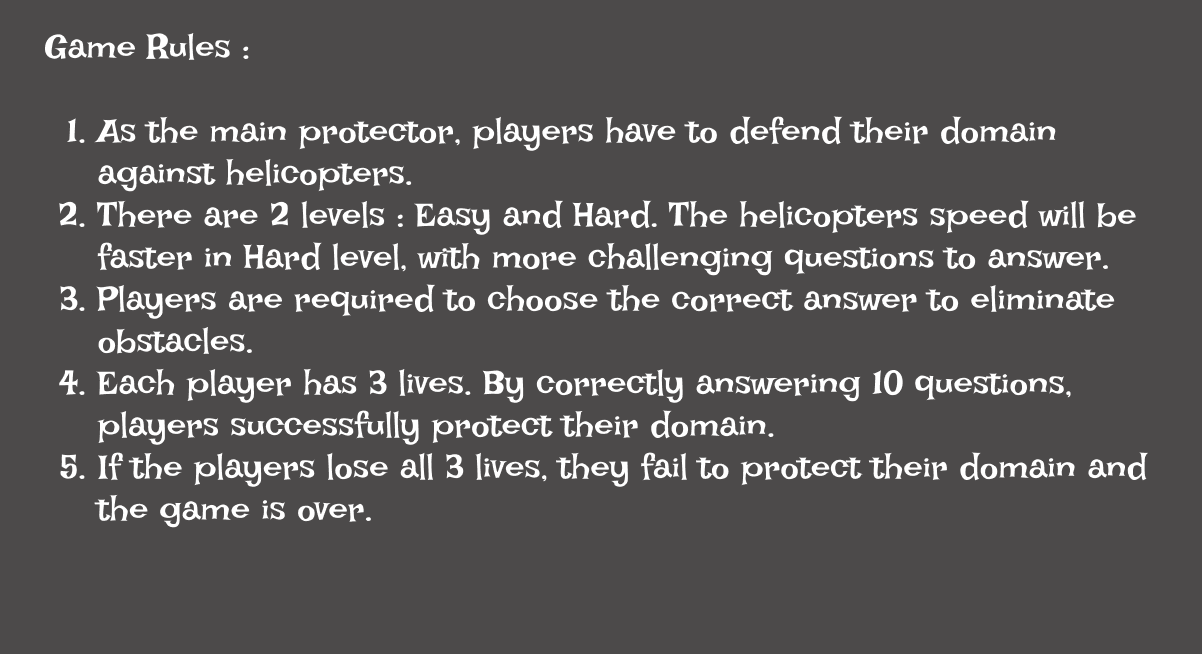 Game Rules :
1. As the main protector, players have to defend their domain
against helicopters.
2. There are 2 levels : Easy and Hard. The helicopters speed will be
faster in Hard level, with more challenging questions to answer.
3. Players are required to choose the correct answer to eliminate
obstacles.
4. Each player has 3 lives. By correctly answering 10 questions,
players successfully protect their domain.
5. If the players lose all 3 lives, they fail to protect their domain and
the game is over.